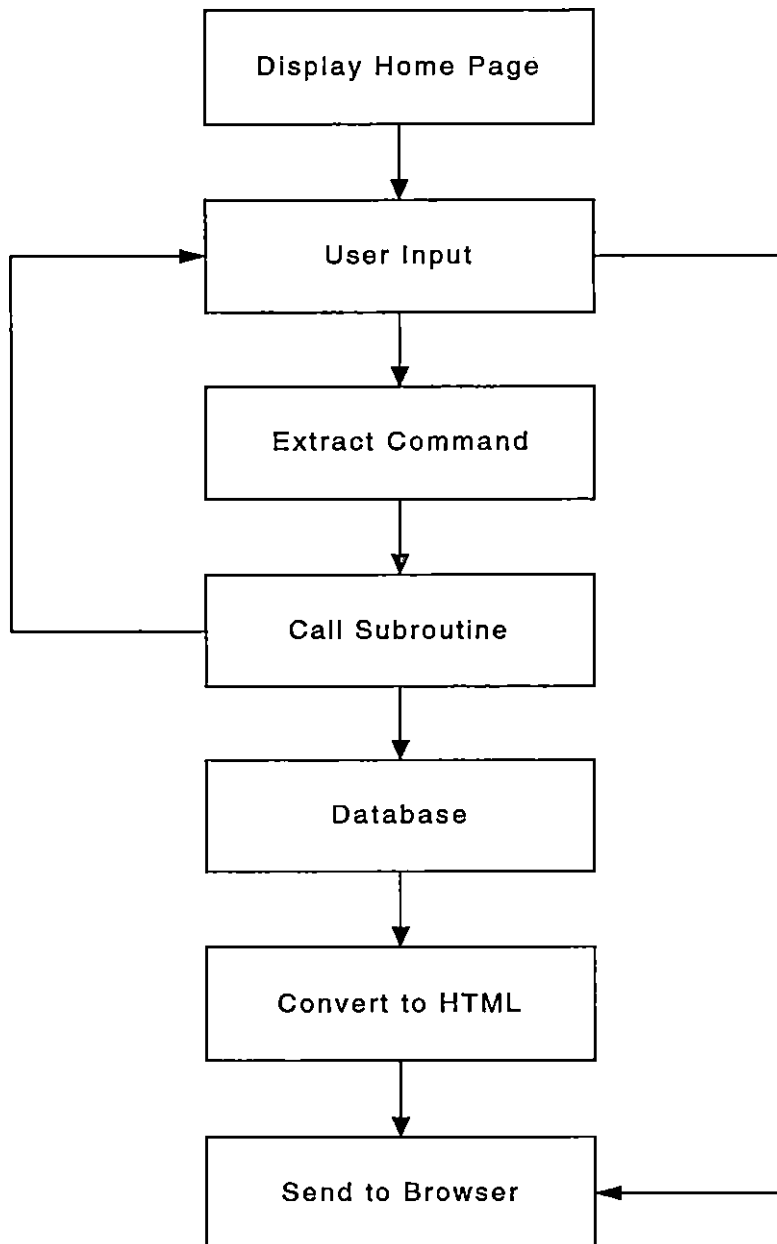 Display Home Page
User Input
Extract Command
Call Subroutine
Database
Convert to HTML
Send to Browser